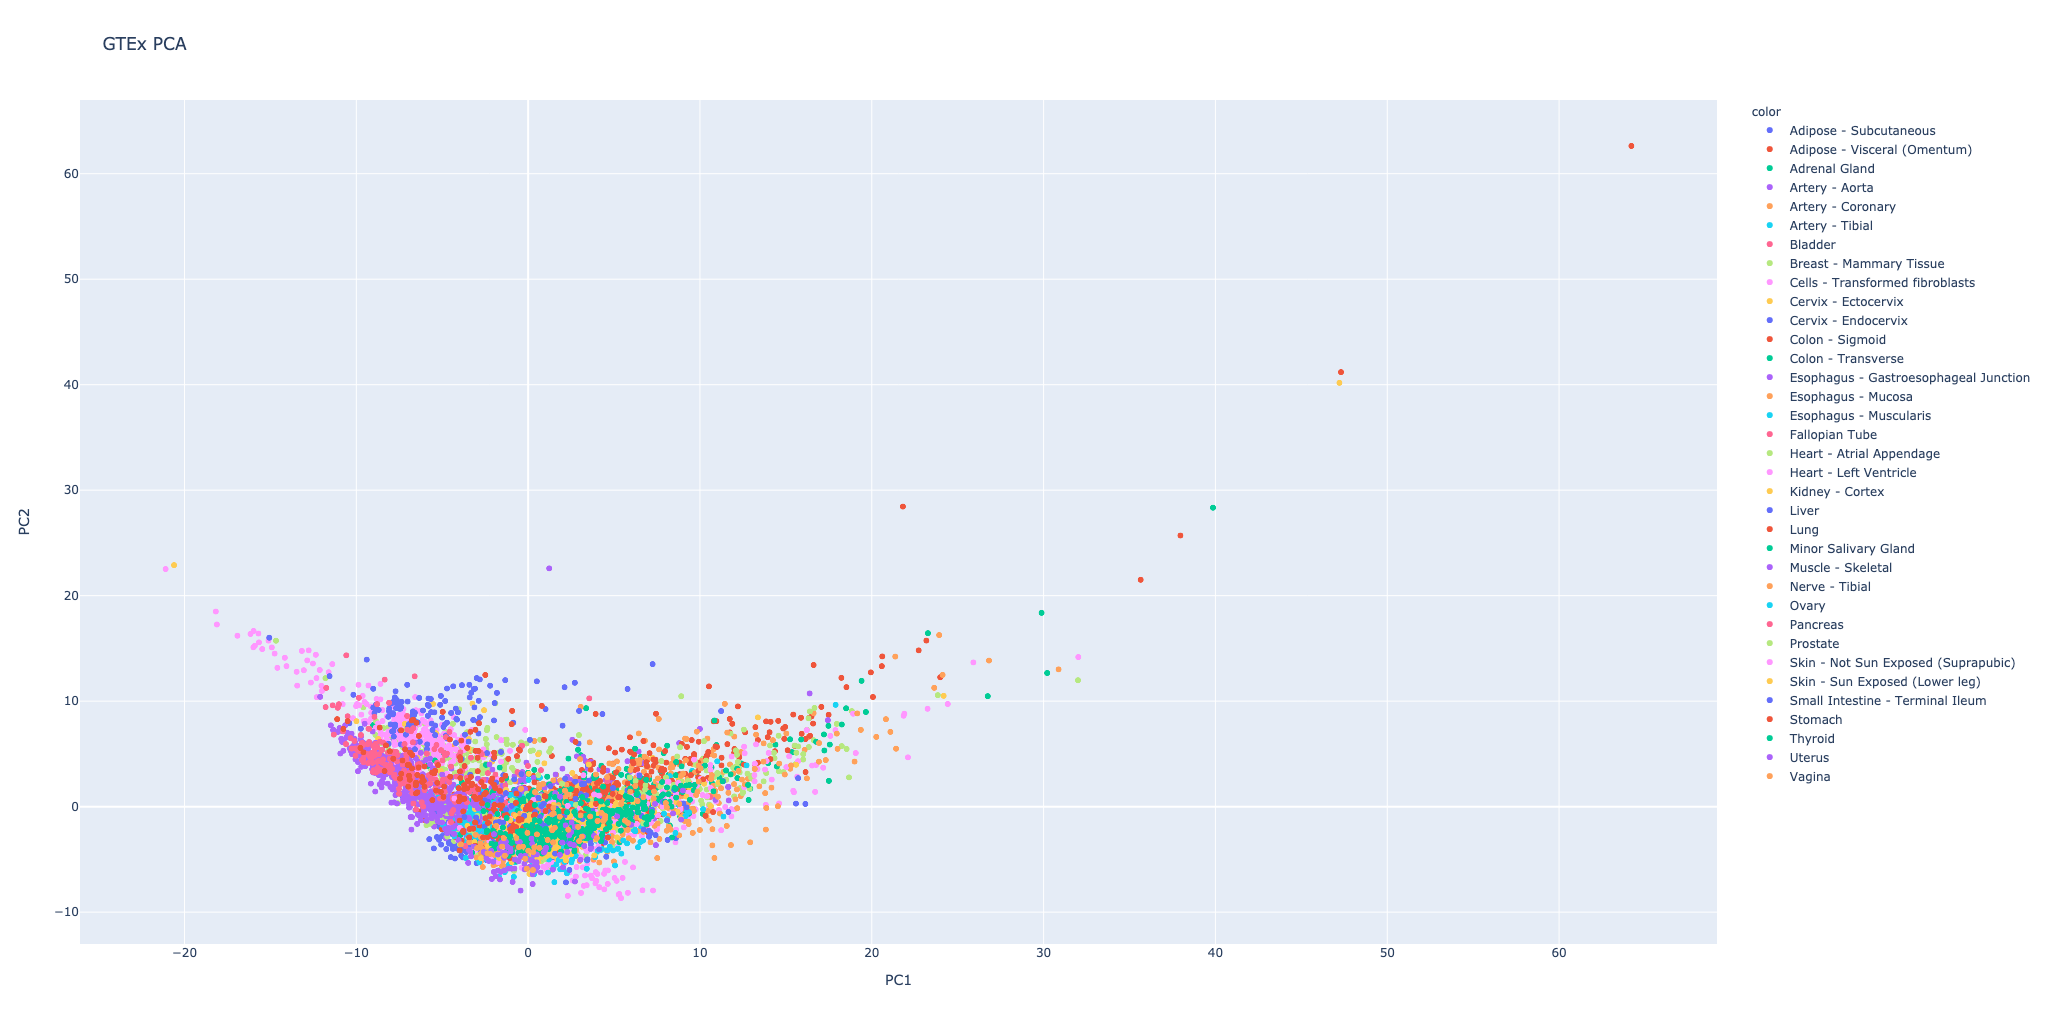 GTEx PCA
color
Adipose - Subcutaneous
Adipose - Visceral (Omentum)
Adrenal Gland
Artery - Aorta
Artery - Coronary
Artery - Tibial
Bladder
Breast - Mammary Tissue
Cells - Transformed fibroblasts
Cervix - Ectocervix
Cervix - Endocervix
Colon - Sigmoid
Colon - Transverse
Esophagus - Gastroesophageal Junction
Esophagus - Mucosa
Esophagus - Muscularis
Fallopian Tube
Heart - Atrial Appendage
Heart - Left Ventricle
Kidney - Cortex
Liver
Lung
Minor Salivary Gland
Muscle - Skeletal
Nerve - Tibial
Ovary
Pancreas
Prostate
Skin - Not Sun Exposed (Suprapubic)
Skin - Sun Exposed (Lower leg)
Small Intestine - Terminal Ileum
Stomach
Thyroid
Uterus
Vagina
60
50
40
30
20
10
0
−10
PC2
−20 −10 0 10 20 30 40 50 60
PC1